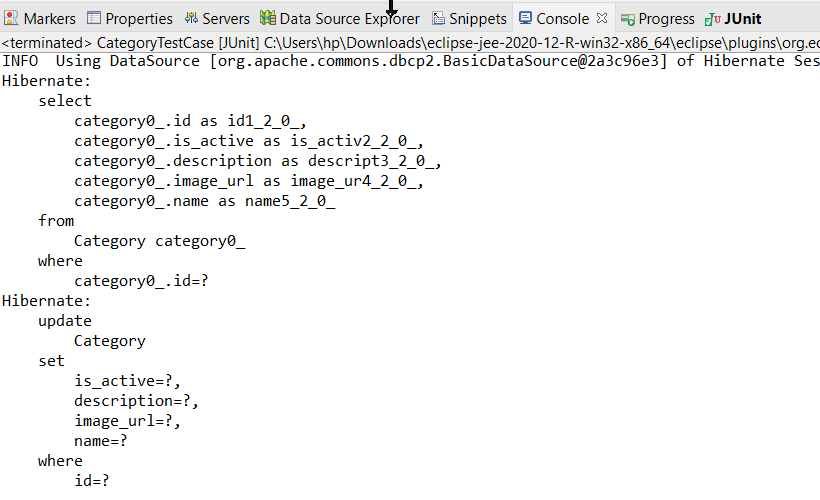 Markers Properties Servers Data Source Explorer Snippets Console Progress JUnit
<terminated> CategoryTestCase [JUnit] C:\Users\hp\Downloads\eclipse-jee-2020-12-R-win32-x86_64\eclipse\plugins\org.ec
INFO  Using DataSource [org.apache.commons.dbcp2.BasicDataSource@2a3c96e3] of Hibernate Ses
Hibernate:
    select
        category0_.id as id1_2_0_,
        category0_.is_active as is_activ2_2_0_,
        category0_.description as descript3_2_0_,
        category0_.image_url as image_ur4_2_0_,
        category0_.name as name5_2_0_
    from
        Category category0_
    where
        category0_.id=?
Hibernate:
    update
        Category
    set
        is_active=?,
        description=?,
        image_url=?,
        name=?
    where
        id=?